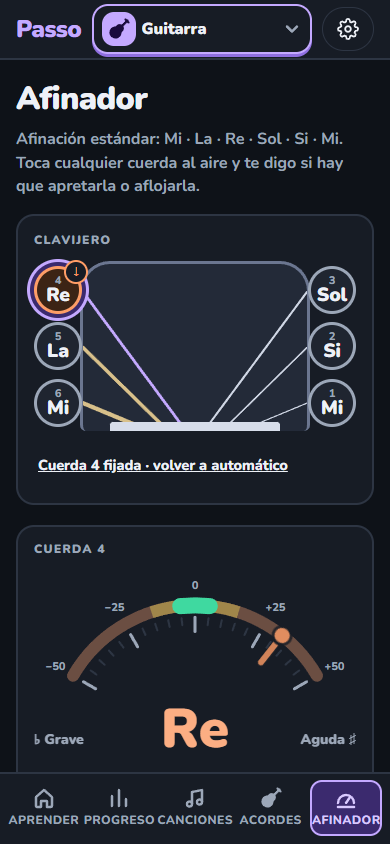 Passo
Guitarra
Afinador
Afinación estándar: Mi · La · Re · Sol · Si · Mi.
Toca cualquier cuerda al aire y te digo si hay
que apretarla o aflojarla.
CLAVIJERO
4
Re
↓
3
Sol
5
La
2
Si
6
Mi
1
Mi
Cuerda 4 fijada · volver a automático
CUERDA 4
0
−25
+25
−50
+50
Re
♭ Grave
Aguda ♯
APRENDER PROGRESO CANCIONES ACORDES AFINADOR